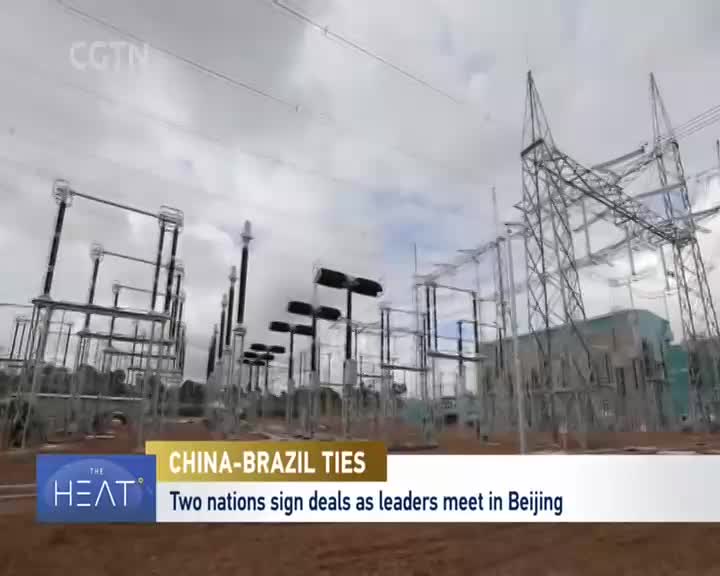 CGTN
CHINA-BRAZIL TIES
THE
HEAT
Two nations sign deals as leaders meet in Beijing